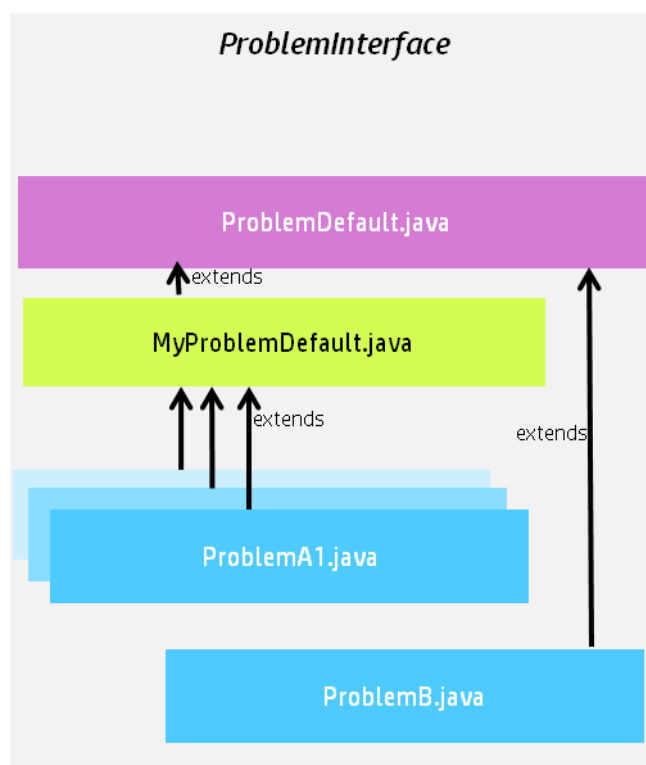 ProblemInterface
ProblemDefault.java
extends
MyProblemDefault.java
extends
extends
ProblemA1.java
ProblemB.java